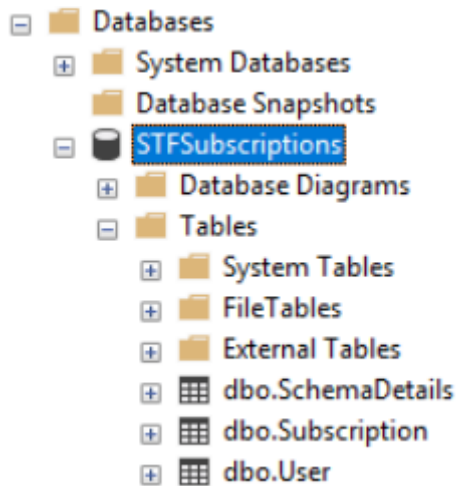 Databases
System Databases
Database Snapshots
STFSubscriptions
Database Diagrams
Tables
System Tables
FileTables
External Tables
dbo.SchemaDetails
dbo.Subscription
dbo.User